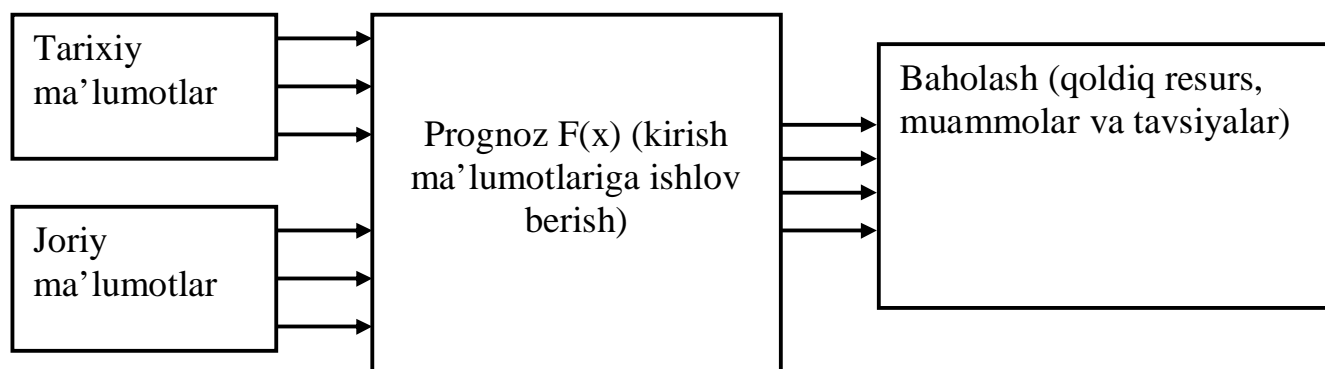 Tarixiy
ma’lumotlar
Joriy
ma’lumotlar
Prognoz F(x) (kirish
ma’lumotlariga ishlov
berish)
Baholash (qoldiq resurs,
muammolar va tavsiyalar)